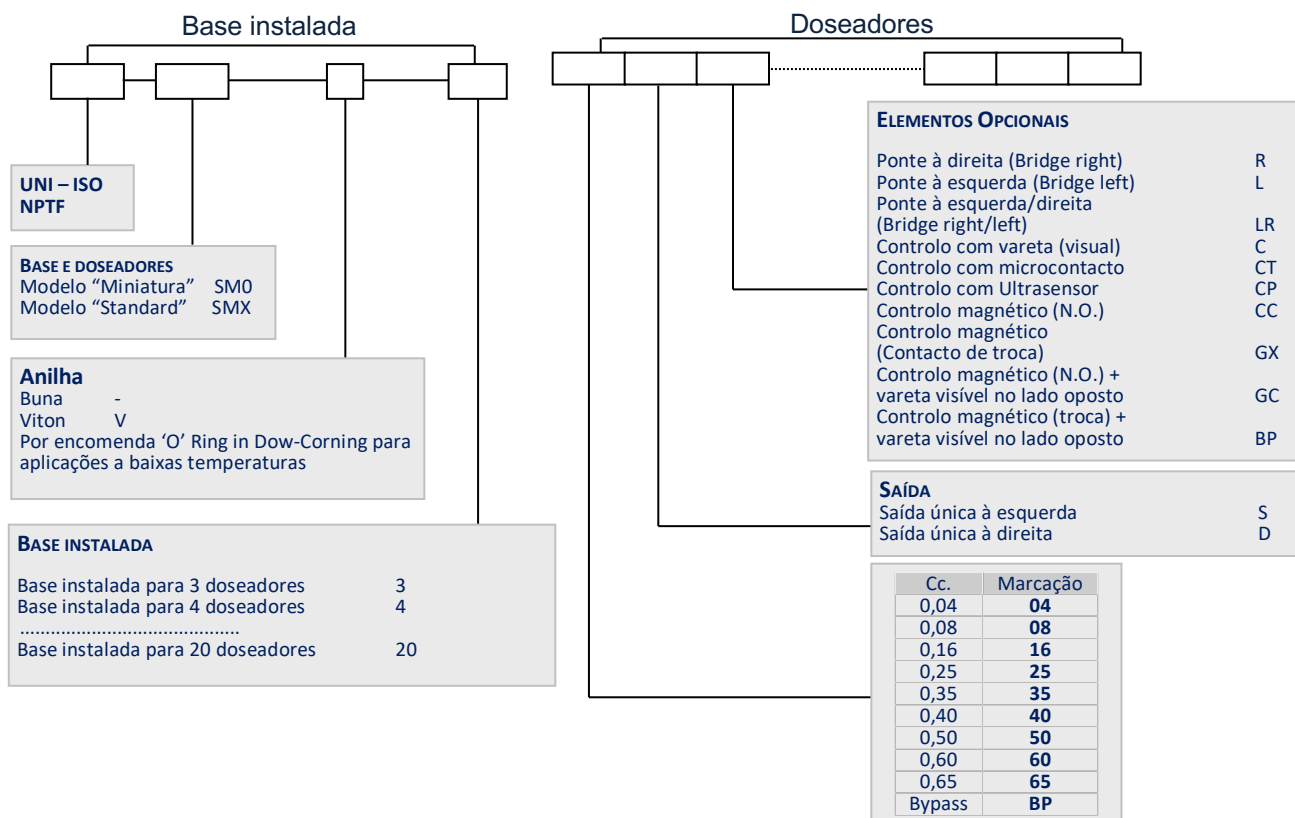 Base instalada
Doseadores
UNI – ISO
NPTF
BASE E DOSEADORES
Modelo “Miniatura” SM0
Modelo “Standard” SMX
Anilha
Buna -
Viton V
Por encomenda ‘O’ Ring in Dow-Corning para
aplicações a baixas temperaturas
BASE INSTALADA
Base instalada para 3 doseadores 3
Base instalada para 4 doseadores 4
...........................................
Base instalada para 20 doseadores 20
ELEMENTOS OPCIONAIS
Ponte à direita (Bridge right) R
Ponte à esquerda (Bridge left) L
Ponte à esquerda/direita
(Bridge right/left) LR
Controlo com vareta (visual) C
Controlo com microcontacto CT
Controlo com Ultrasensor CP
Controlo magnético (N.O.) CC
Controlo magnético
(Contacto de troca) GX
Controlo magnético (N.O.) +
vareta visível no lado oposto GC
Controlo magnético (troca) +
vareta visível no lado oposto BP
SAÍDA
Saída única à esquerda S
Saída única à direita D
Cc. Marcação
0,04 04
0,08 08
0,16 16
0,25 25
0,35 35
0,40 40
0,50 50
0,60 60
0,65 65
Bypass BP